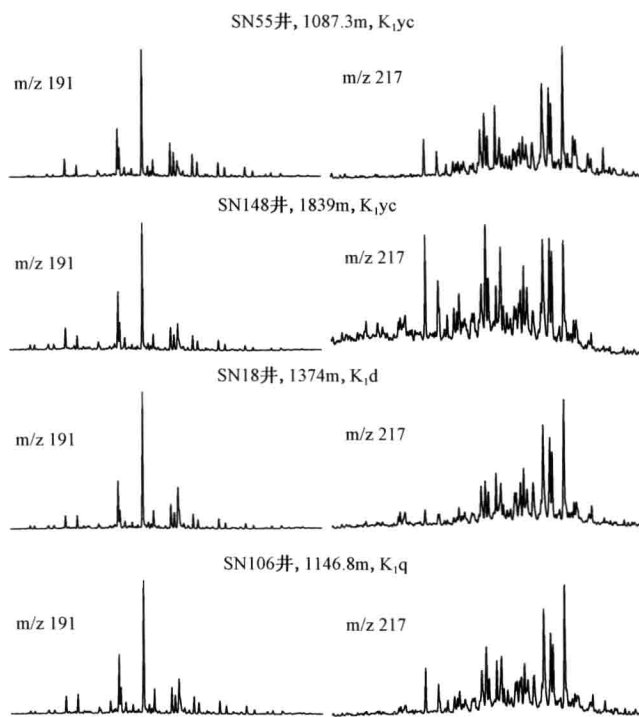 SN55井, 1087.3m, K₁yc
m/z 191
m/z 217
SN148井, 1839m, K₁yc
m/z 191
m/z 217
SN18井, 1374m, K₁d
m/z 191
m/z 217
SN106井, 1146.8m, K₁q
m/z 191
m/z 217